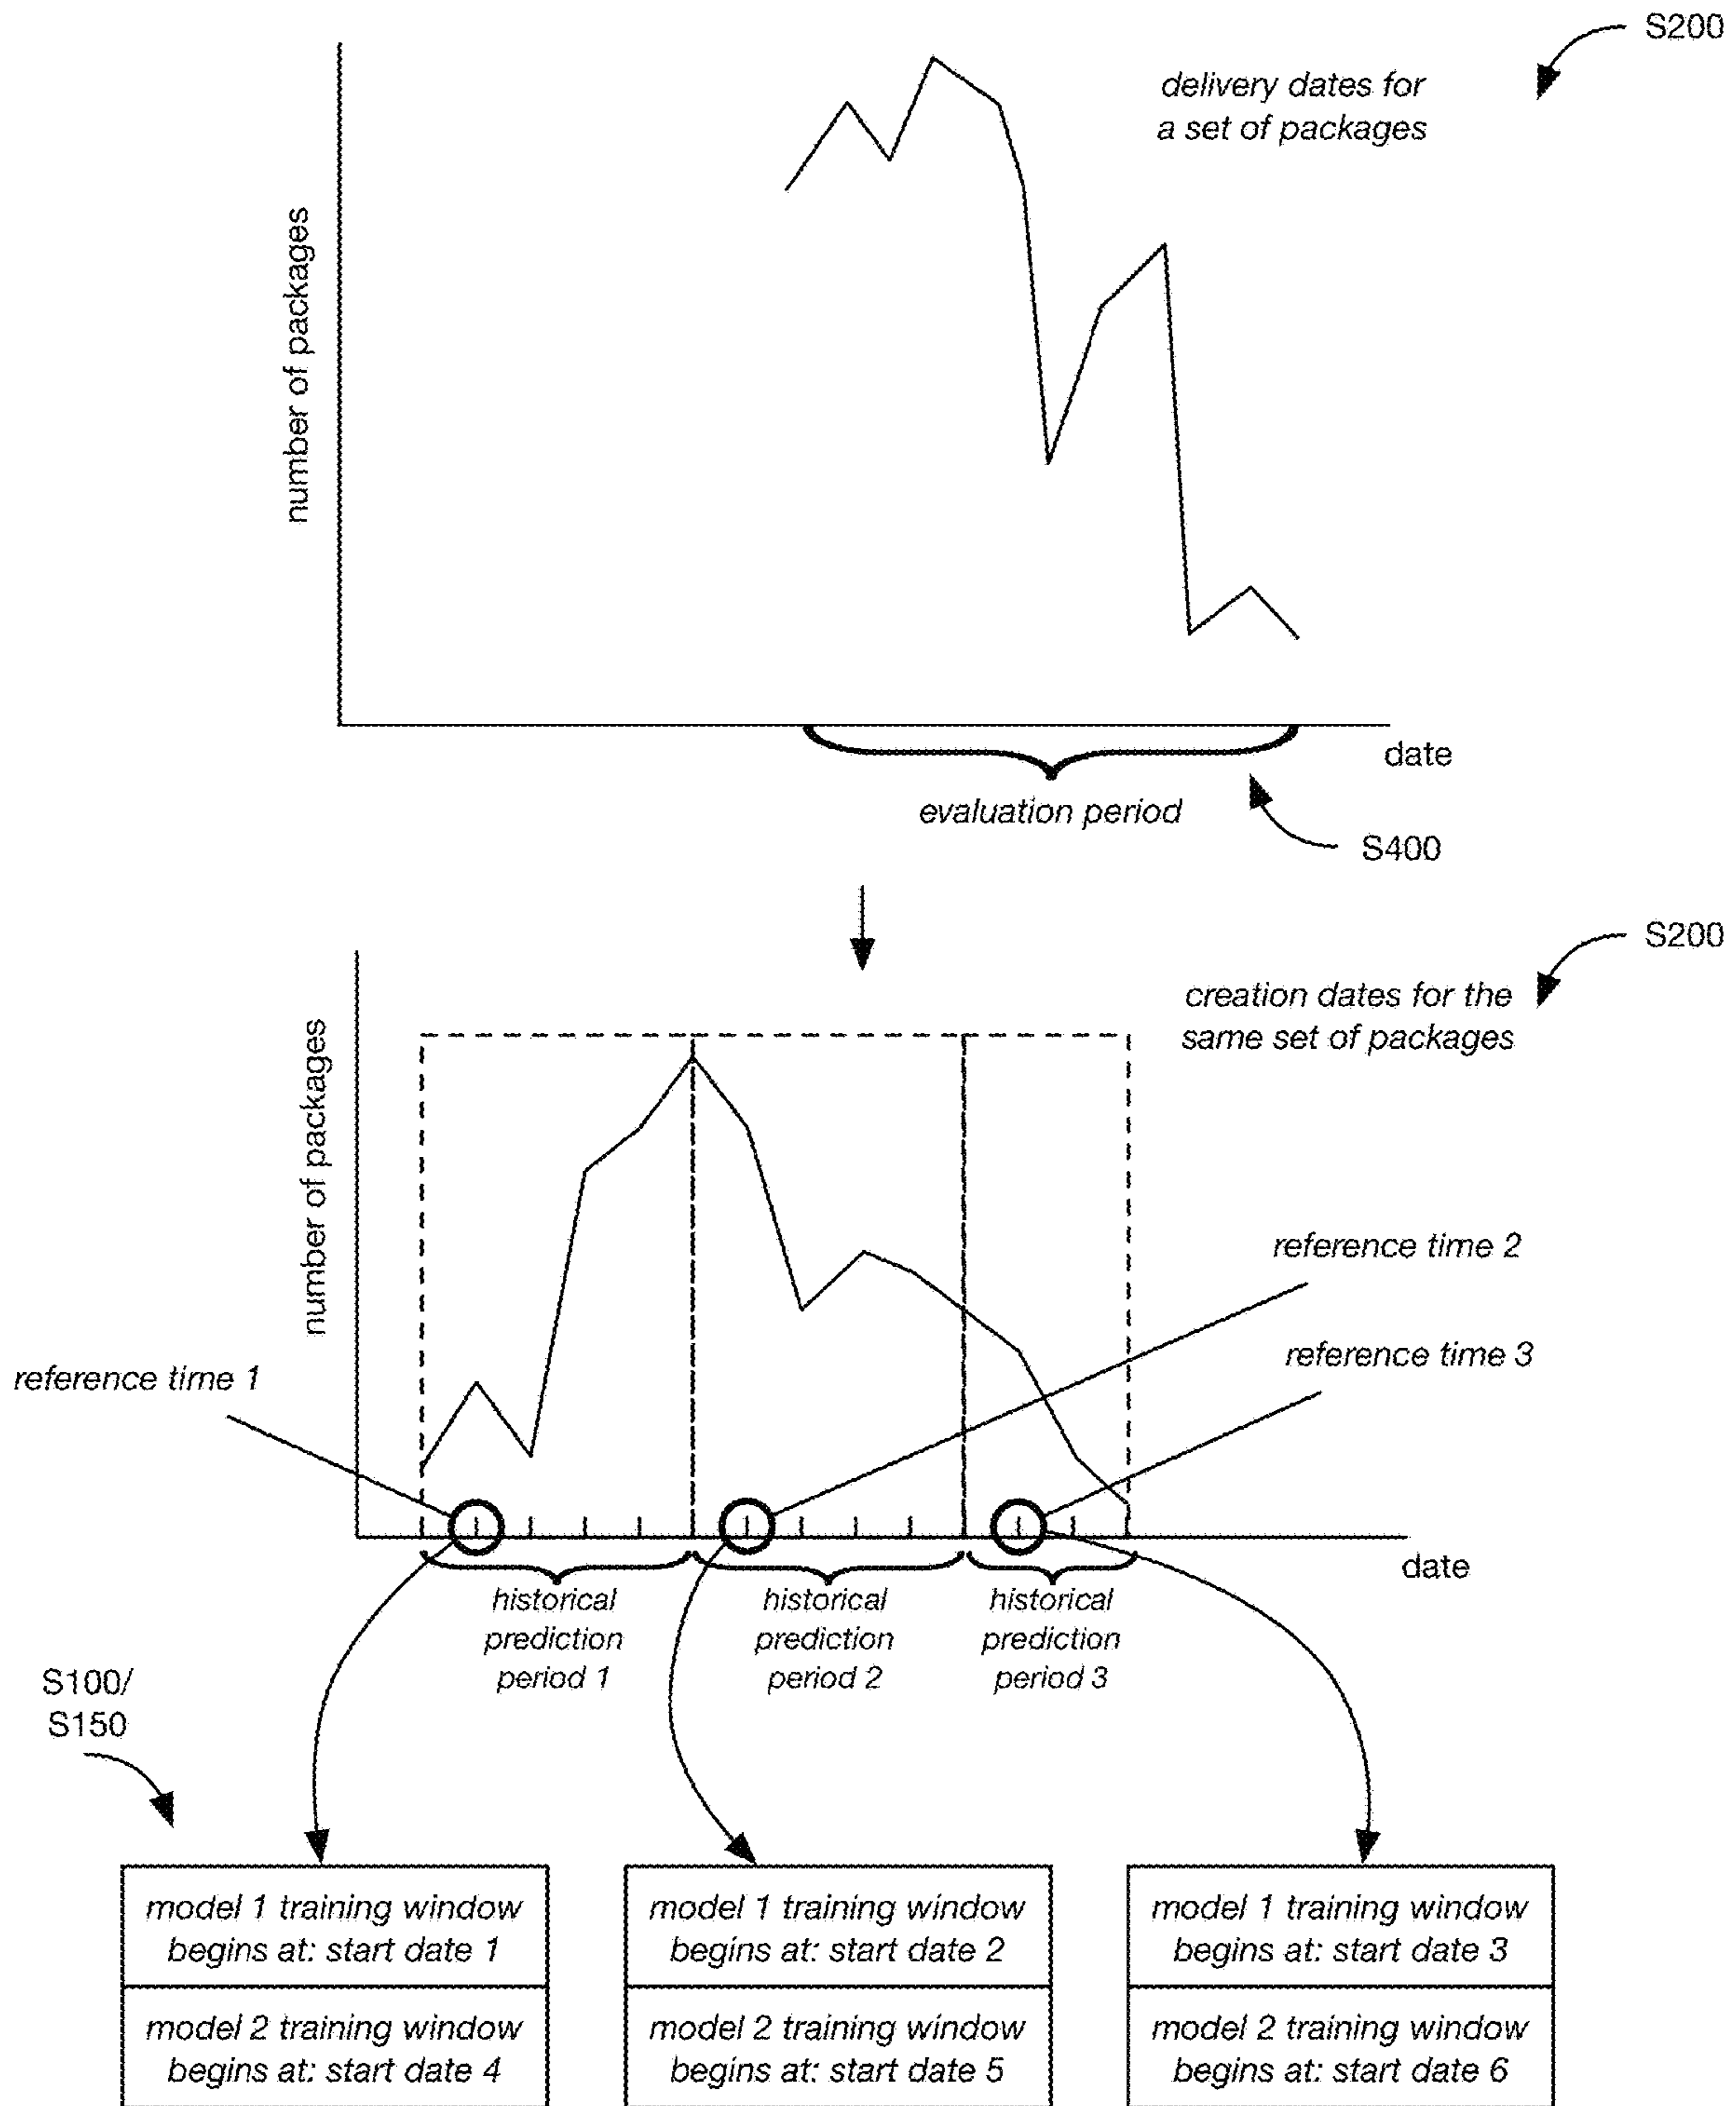 S200
delivery dates for
a set of packages
number of packages
date
evaluation period
S400
S200
creation dates for the
same set of packages
number of packages
reference time 2
reference time 3
reference time 1
date
historical
prediction
period 1
historical
prediction
period 2
historical
prediction
period 3
S100/
S150
model 1 training window
begins at: start date 1
model 2 training window
begins at: start date 4
model 1 training window
begins at: start date 2
model 2 training window
begins at: start date 5
model 1 training window
begins at: start date 3
model 2 training window
begins at: start date 6